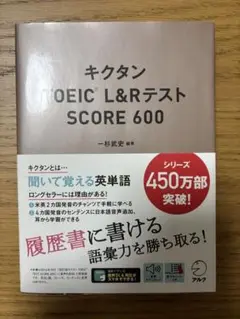 キクタン
TOEIC® L&Rテスト
SCORE 600
一杉武史 編著
キクタンとは…
聞いて覚える英単語
ロングセラーには理由がある!
米英2カ国発音のチャンツで手軽に学べる
4カ国発音のセンテンスに日本語音声追加。
耳から学習ができる
シリーズ
450万部
突破!
履歴書に書ける
語彙力を勝ち取る!
アルク